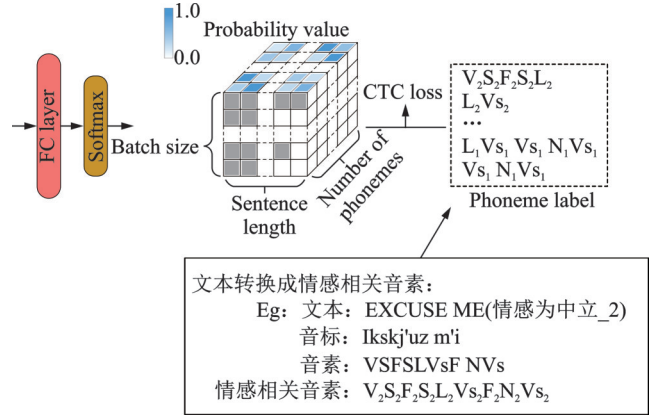 1.0
0.0
Probability value
FC layer
Softmax
Batch size
Sentence length
Number of phonemes
CTC loss
V₂S₂F₂S₂L₂
L₂Vs₂
...
L₁Vs₁ Vs₁ N₁Vs₁
Vs₁ N₁Vs₁
Phoneme label
文本转换成情感相关音素：
Eg：文本：EXCUSE ME(情感为中立_2)
音标：Ikskj'uz m'i
音素：VSFSLVsF NVs
情感相关音素：V₂S₂F₂S₂L₂Vs₂F₂N₂Vs₂